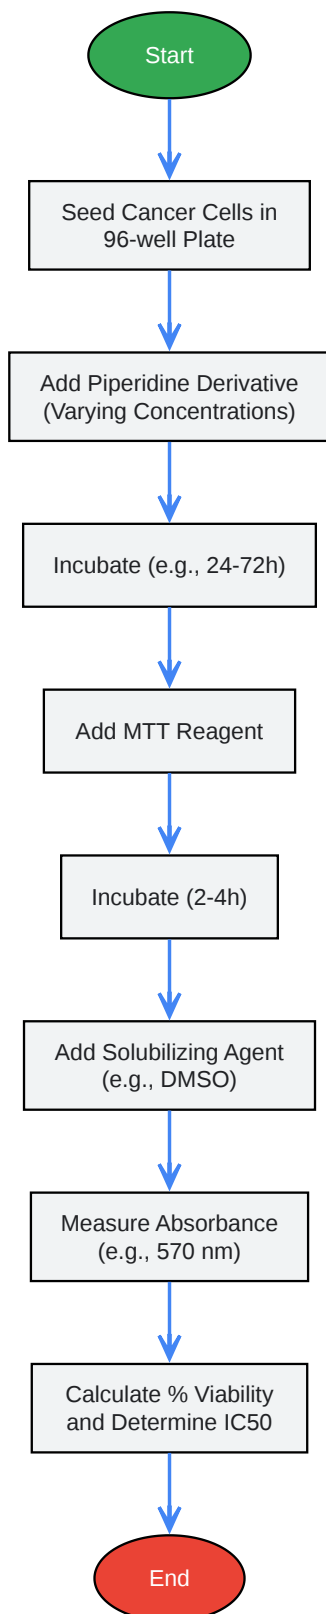 Start
Seed Cancer Cells in
96-well Plate
Add Piperidine Derivative
(Varying Concentrations)
Incubate (e.g., 24-72h)
Add MTT Reagent
Incubate (2-4h)
Add Solubilizing Agent
(e.g., DMSO)
Measure Absorbance
(e.g., 570 nm)
Calculate % Viability
and Determine IC50
End